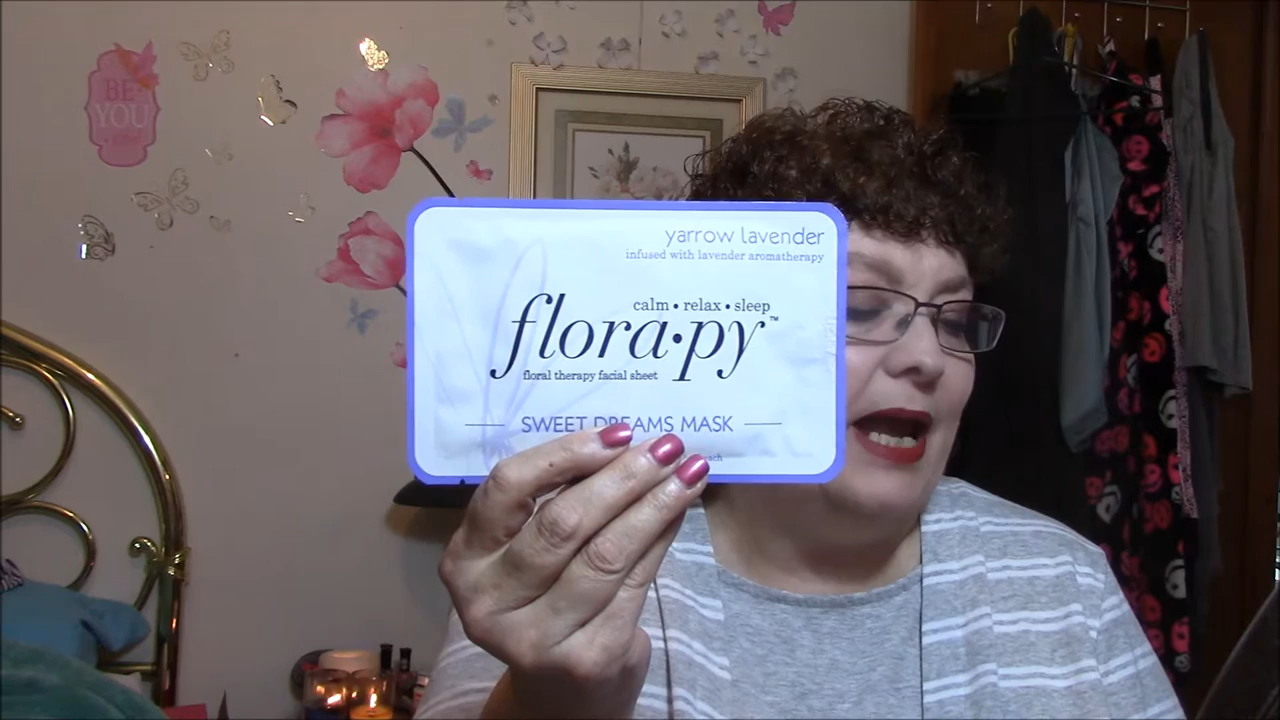 BE
YOU
yarrow lavender
infused with lavender aromatherapy
calm • relax • sleep
flora•py™
floral therapy facial sheet
SWEET DREAMS MASK